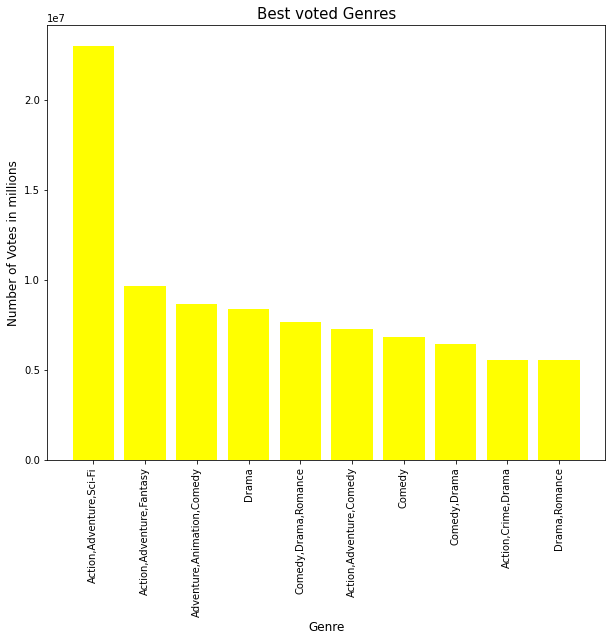 Best voted Genres
1e7
Number of Votes in millions
2.0
1.5
1.0
0.5
0.0
Action,Adventure,Sci-Fi
Action,Adventure,Fantasy
Adventure,Animation,Comedy
Drama
Comedy,Drama,Romance
Action,Adventure,Comedy
Comedy
Comedy,Drama
Action,Crime,Drama
Drama,Romance
Genre